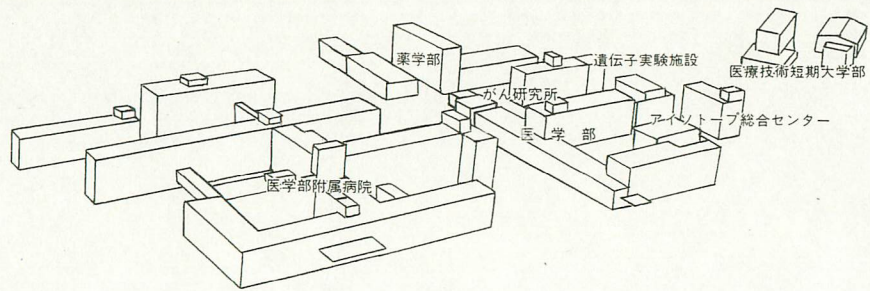 薬学部
遺伝子実験施設
医療技術短期大学部
がん研究所
アイソトープ総合センター
医学部
医学部附属病院